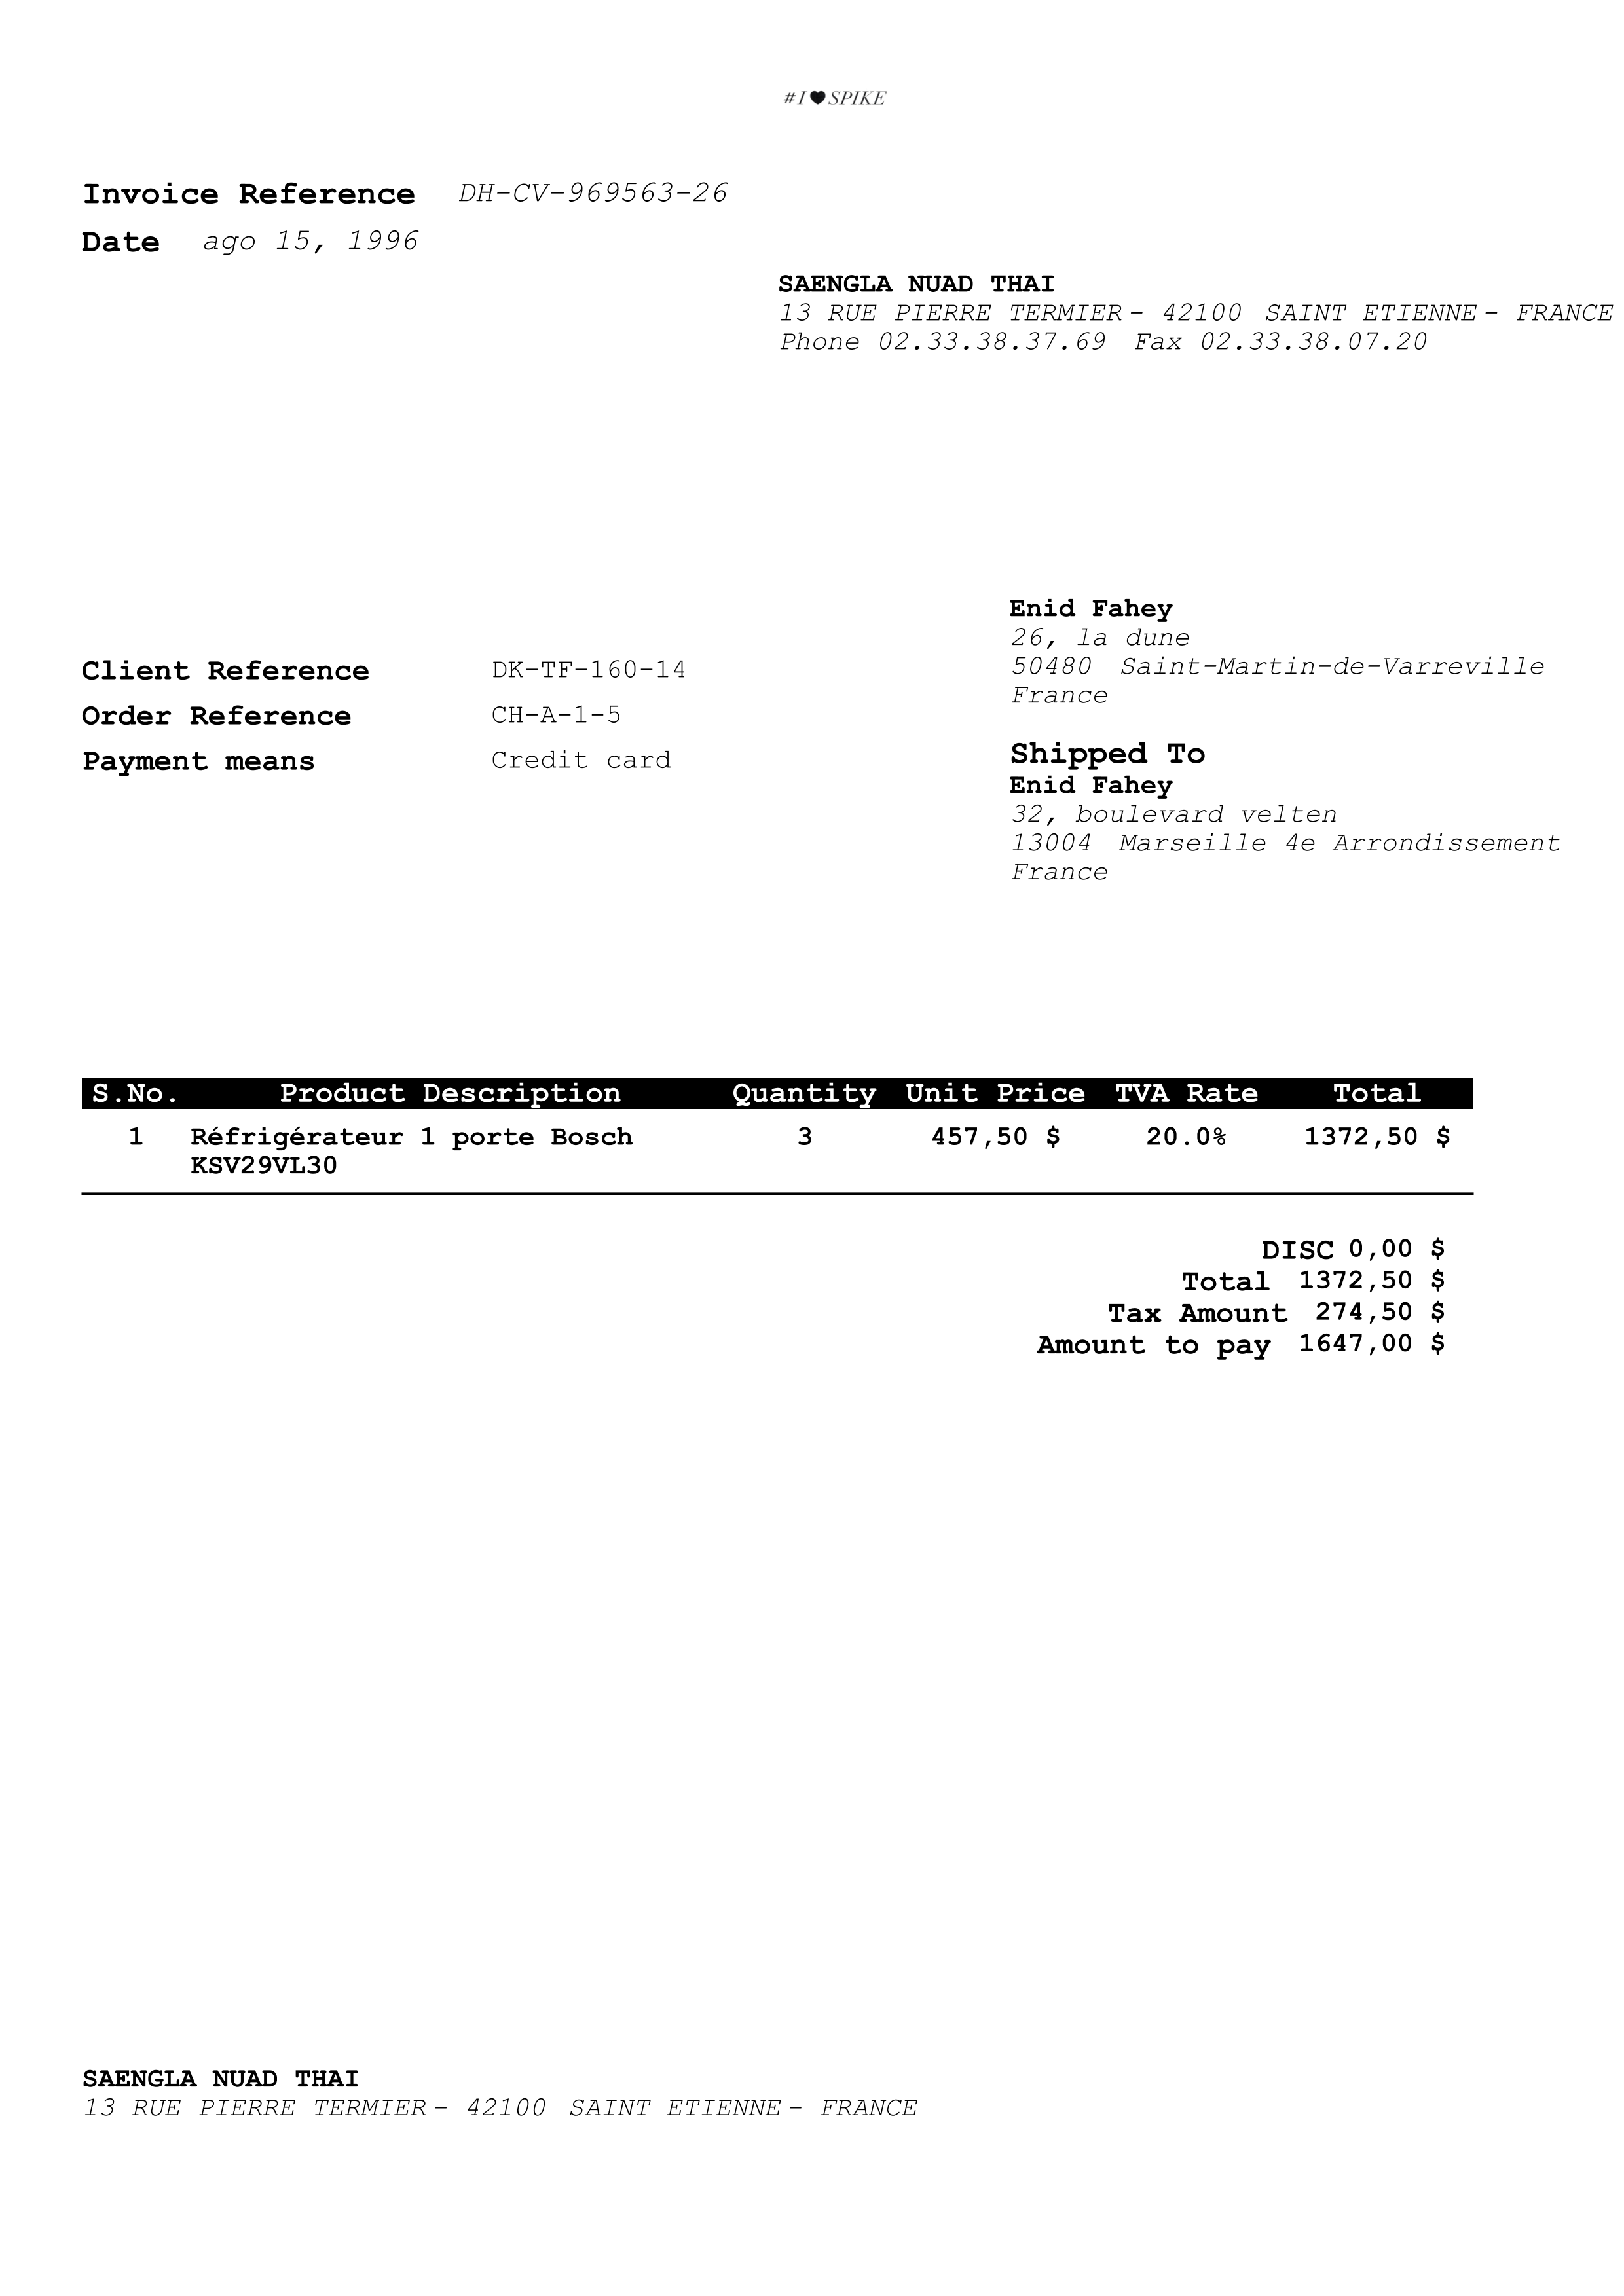 #I♥SPIKE
Invoice Reference DH-CV-969563-26
Date ago 15, 1996
SAENGLA NUAD THAI
13 RUE PIERRE TERMIER - 42100 SAINT ETIENNE - FRANCE
Phone 02.33.38.37.69 Fax 02.33.38.07.20
Enid Fahey
26, la dune
50480 Saint-Martin-de-Varreville
France
Client Reference DK-TF-160-14
Order Reference CH-A-1-5
Payment means Credit card
Shipped To
Enid Fahey
32, boulevard velten
13004 Marseille 4e Arrondissement
France
S.No. Product Description Quantity Unit Price TVA Rate Total
1 Réfrigérateur 1 porte Bosch 3 457,50 $ 20.0% 1372,50 $
KSV29VL30
DISC 0,00 $
Total 1372,50 $
Tax Amount 274,50 $
Amount to pay 1647,00 $
SAENGLA NUAD THAI
13 RUE PIERRE TERMIER - 42100 SAINT ETIENNE - FRANCE